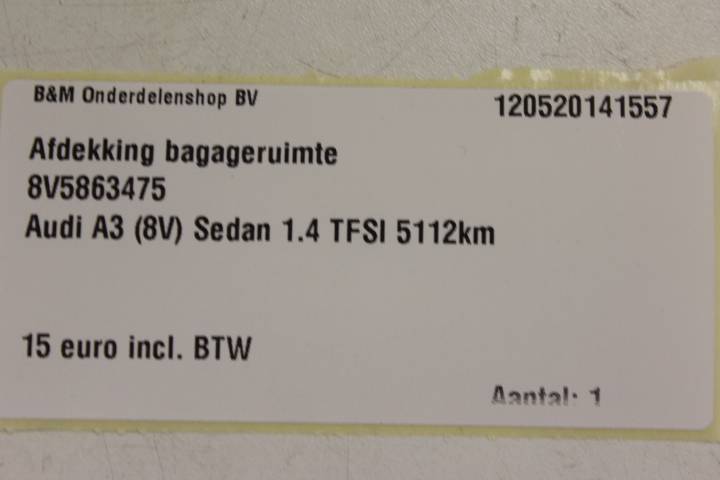 B&M Onderdelenshop BV
120520141557
Afdekking bagageruimte
8V5863475
Audi A3 (8V) Sedan 1.4 TFSI 5112km
15 euro incl. BTW
Aantal: 1